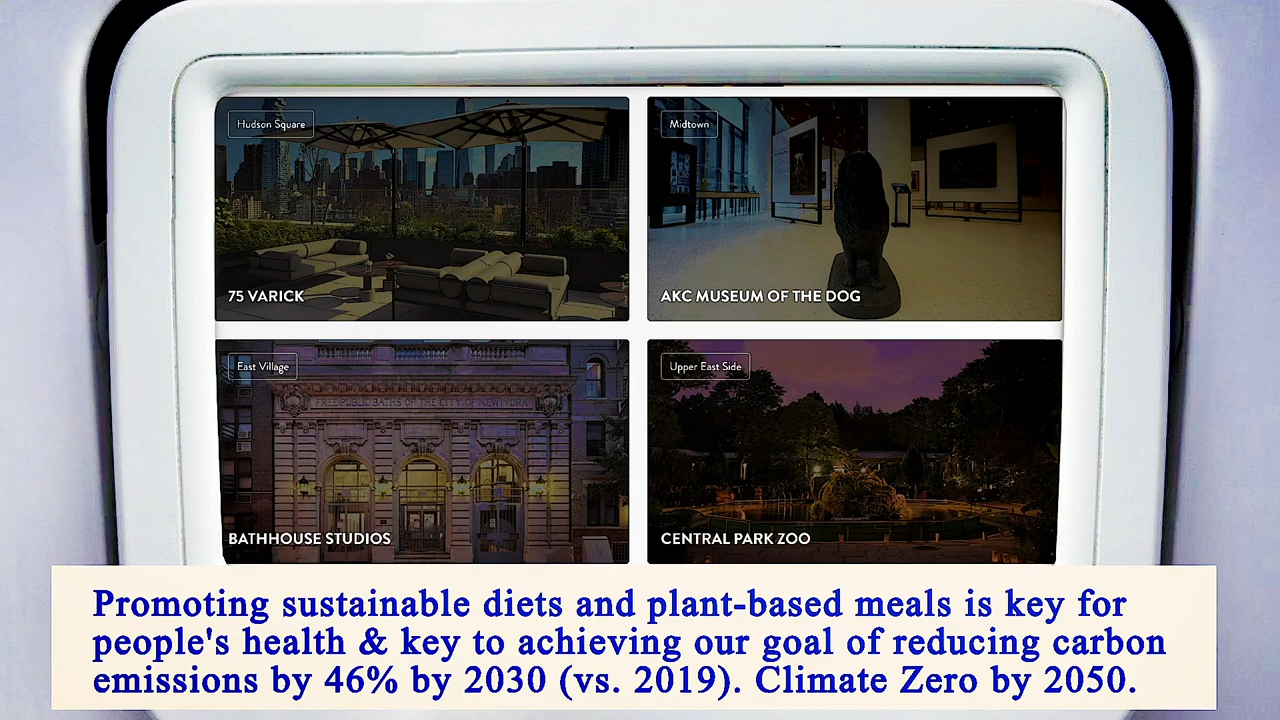 Hudson Square
75 VARICK
Midtown
AKC MUSEUM OF THE DOG
East Village
FREE PUBLIC BATHS OF THE CITY OF NEW YORK
BATHHOUSE STUDIOS
Upper East Side
CENTRAL PARK ZOO
Promoting sustainable diets and plant-based meals is key for
people's health & key to achieving our goal of reducing carbon
emissions by 46% by 2030 (vs. 2019). Climate Zero by 2050.